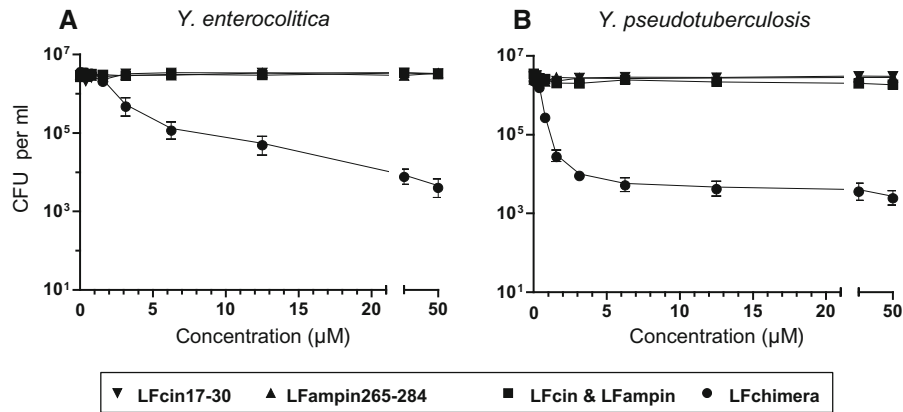 A Y. enterocolitica
B Y. pseudotuberculosis
CFU per ml
10⁷
10⁵
10³
10¹
0 5 10 15 20 50
Concentration (µM)
10⁷
10⁵
10³
10¹
0 5 10 15 20 50
Concentration (µM)
▼ LFcin17-30 ▲ LFampin265-284 ■ LFcin & LFampin ● LFchimera